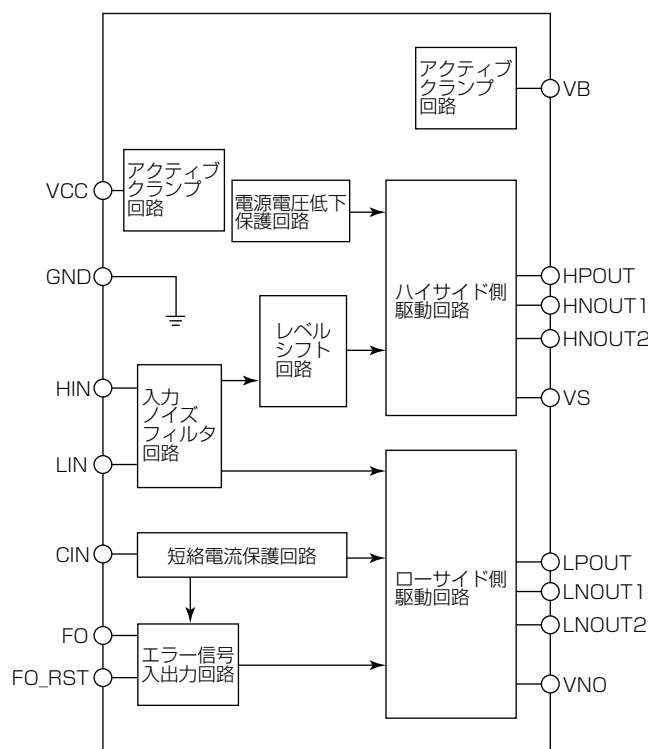 アクティブ
クランプ
回路
VB
アクティブ
クランプ
回路
VCC
電源電圧低下
保護回路
GND
ハイサイド側
駆動回路
HPOUT
HNOUT1
HNOUT2
レベル
シフト
回路
HIN
入力
ノイズ
フィルタ
回路
VS
LIN
CIN
短絡電流保護回路
ローサイド側
駆動回路
LPOUT
LNOUT1
LNOUT2
FO
エラー信号
入出力回路
FO_RST
VNO